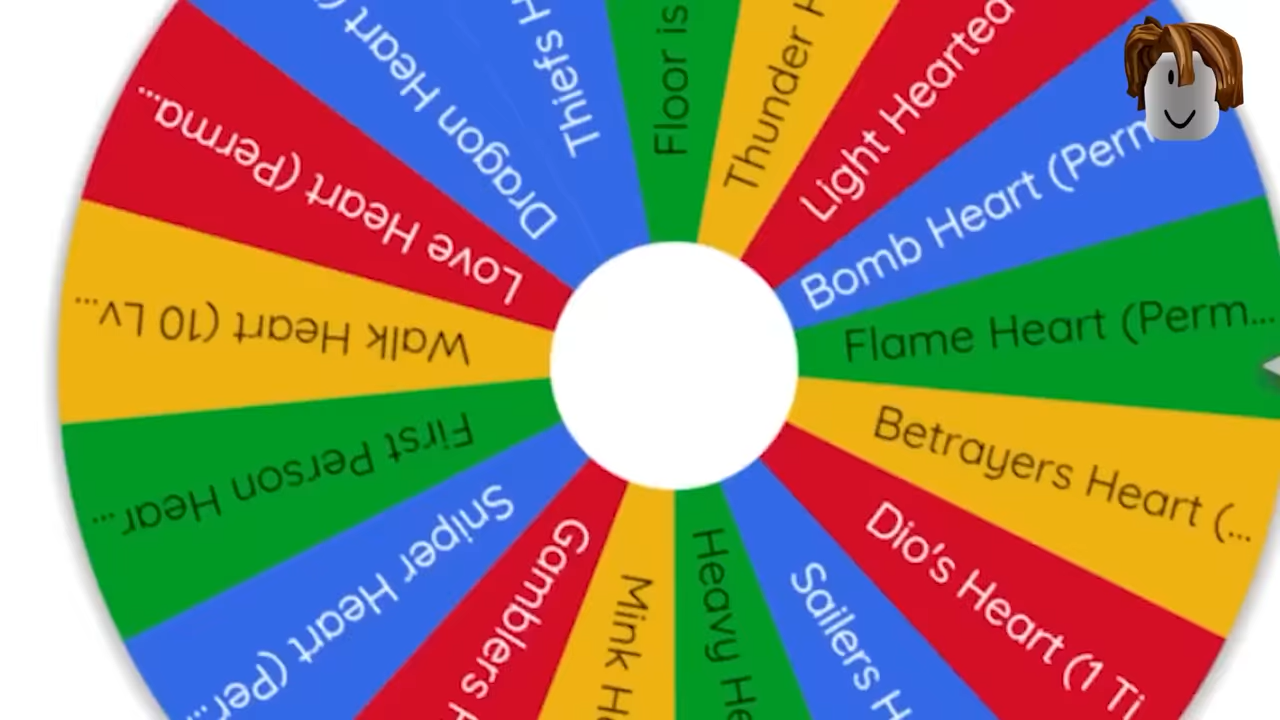 Floor is
Thunder H
Light Hearted
Bomb Heart (Perm
Flame Heart (Perm...
Betrayers Heart (...
Dio's Heart (1 Ti
Sailers H
Heavy He
Mink He
Gamblers
Sniper Heart (Per...
First Person Hear...
Walk Heart (10 Lv...
Love Heart (Perma...
Dragon Heart (
Thiefs H